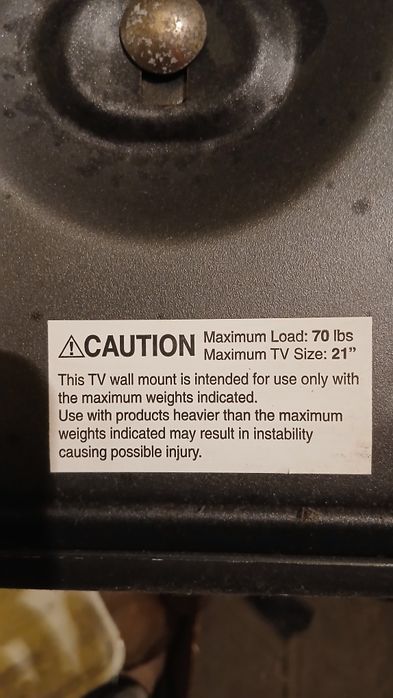 ⚠CAUTION Maximum Load: 70 lbs
Maximum TV Size: 21”
This TV wall mount is intended for use only with
the maximum weights indicated.
Use with products heavier than the maximum
weights indicated may result in instability
causing possible injury.